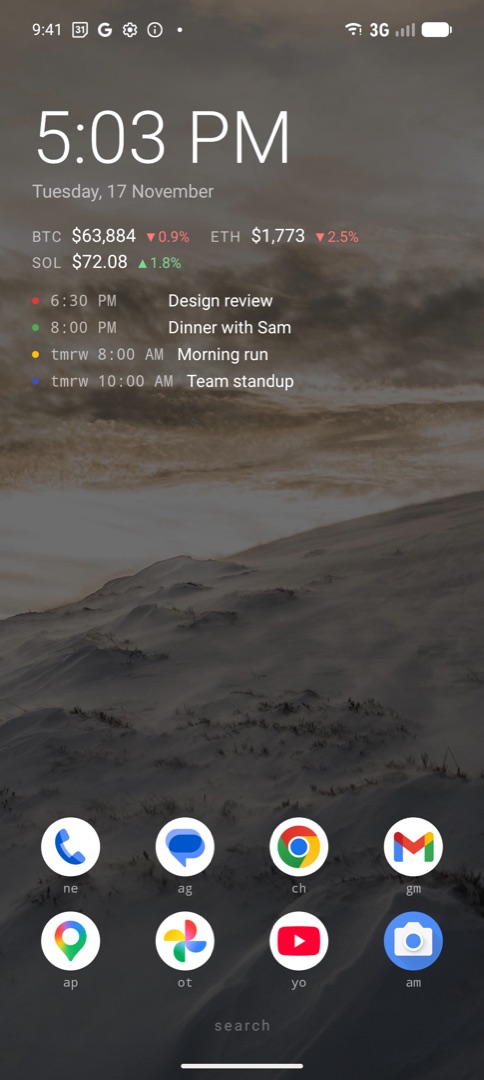 9:41 31 G 3G
5:03 PM
Tuesday, 17 November
BTC $63,884 ▼0.9% ETH $1,773 ▼2.5%
SOL $72.08 ▲1.8%
6:30 PM Design review
8:00 PM Dinner with Sam
tmrw 8:00 AM Morning run
tmrw 10:00 AM Team standup
ne ag ch gm
ap ot yo am
search